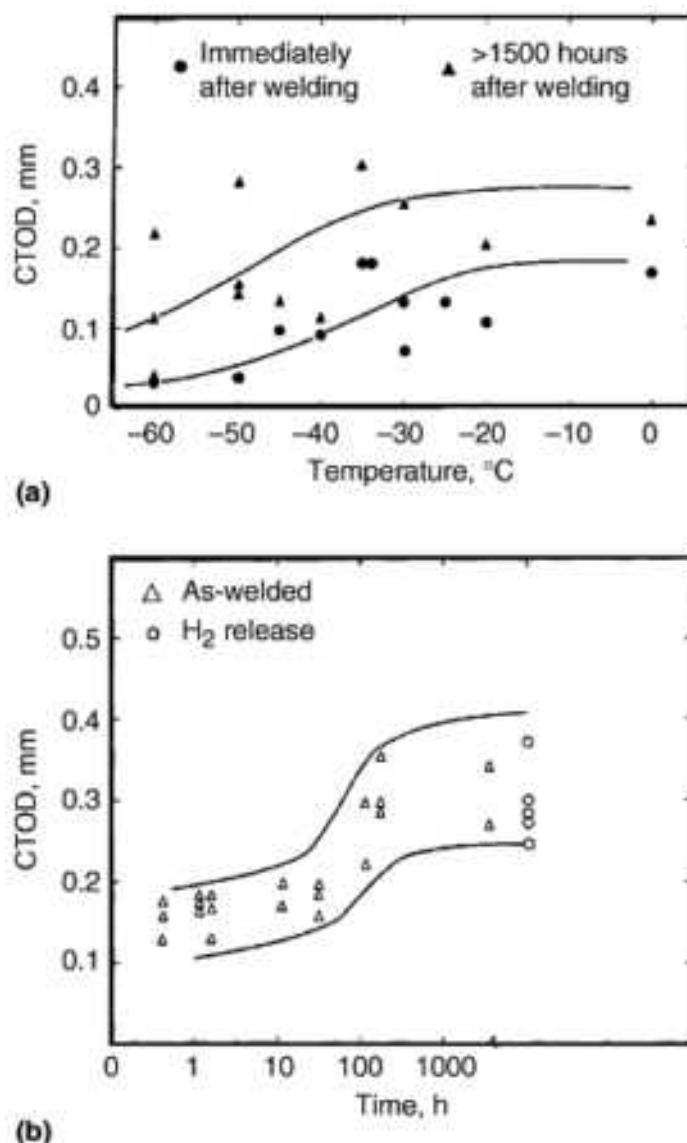 Immediately
after welding
>1500 hours
after welding
0.4
0.3
0.2
0.1
0
CTOD, mm
–60 –50 –40 –30 –20 –10 0
Temperature, °C
(a)
As-welded
H₂ release
0.5
0.4
0.3
0.2
0.1
CTOD, mm
0 1 10 100 1000
Time, h
(b)